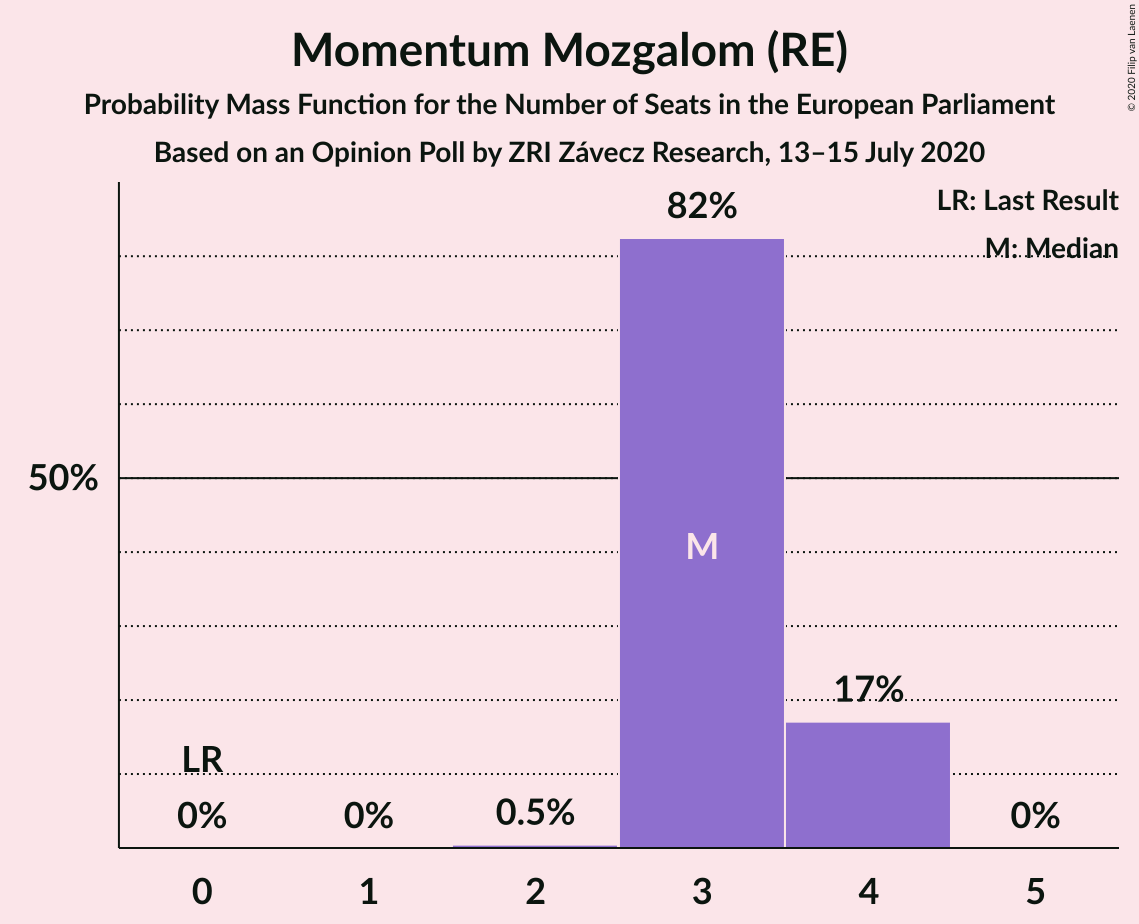 Momentum Mozgalom (RE)
Probability Mass Function for the Number of Seats in the European Parliament
Based on an Opinion Poll by ZRI Závecz Research, 13–15 July 2020
© 2020 Filip van Laenen
LR: Last Result
M: Median
82%
50%
M
17%
LR
0%
0%
0.5%
0%
0
1
2
3
4
5